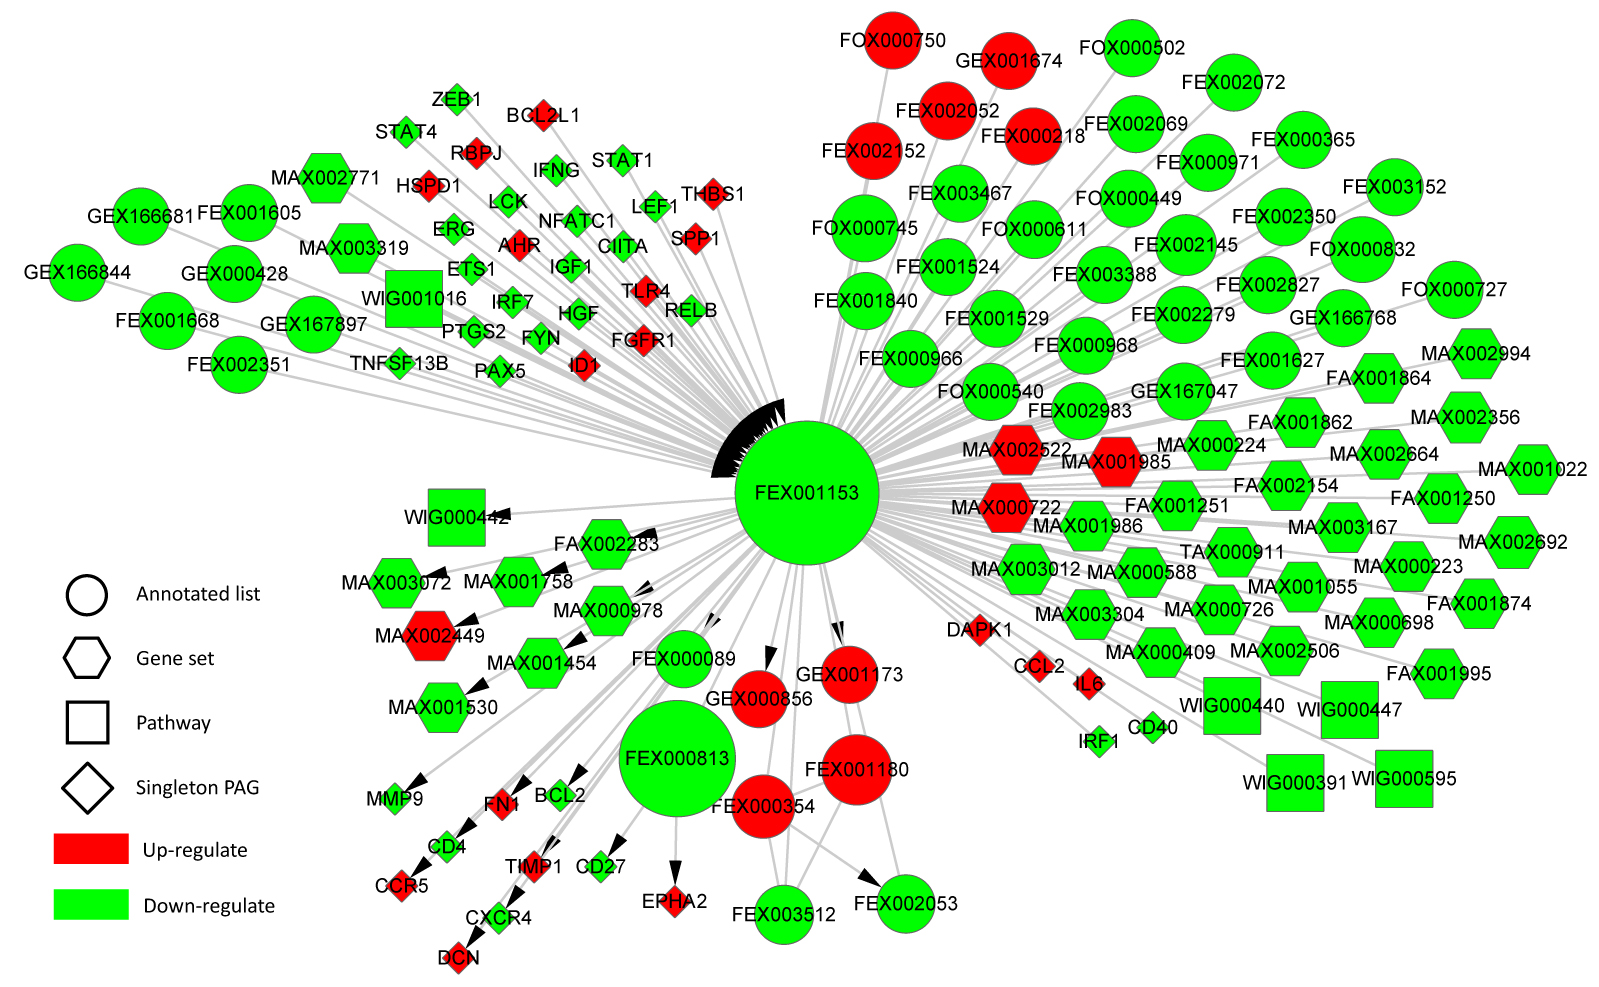 FOX000750
GEX001674
FOX000502
FEX002072
FEX002052
FEX000218
FEX002069
FEX000365
FEX002152
FEX000971
FEX003467
FOX000449
FEX003152
FEX002350
FOX000745
FOX000611
FEX002145
FOX000832
FEX001524
FEX003388
FEX002827
FOX000727
FEX001840
FEX001529
FEX002279
GEX166768
FEX000966
FEX000968
FEX001627
MAX002994
FAX001864
FOX000540
FEX002983
GEX167047
ZEB1
BCL2L1
STAT4
RBPJ
IFNG
STAT1
MAX002771
HSPD1
LCK
THBS1
LEF1
GEX166681
FEX001605
NFATC1
ERG
AHR
CIITA
SPP1
MAX003319
GEX166844
GEX000428
ETS1
IGF1
TLR4
WIG001016
IRF7
HGF
RELB
FEX001668
GEX167897
PTGS2
FYN
FGFR1
FEX002351
TNFSF13B
PAX5
ID1
FAX001862
MAX002356
MAX002522
MAX001985
MAX000224
MAX002664
MAX001022
FEX001153
FAX002154
FAX001250
MAX000722
FAX001251
MAX001986
MAX003167
MAX002692
TAX000911
MAX003012
MAX000588
MAX001055
MAX000223
FAX001874
MAX003304
MAX000726
MAX000698
DAPK1
MAX000409
MAX002506
FAX001995
CCL2
IL6
WIG000440
WIG000447
IRF1
CD40
WIG000391
WIG000595
WIG000442
FAX002283
MAX003072
MAX001758
MAX000978
MAX002449
MAX001454
FEX000089
MAX001530
GEX000856
GEX001173
FEX000813
FEX001180
FEX000354
MMP9
FN1
BCL2
CD4
TIMP1
CD27
CCR5
EPHA2
CXCR4
FEX003512
FEX002053
DCN
Annotated list
Gene set
Pathway
Singleton PAG
Up-regulate
Down-regulate